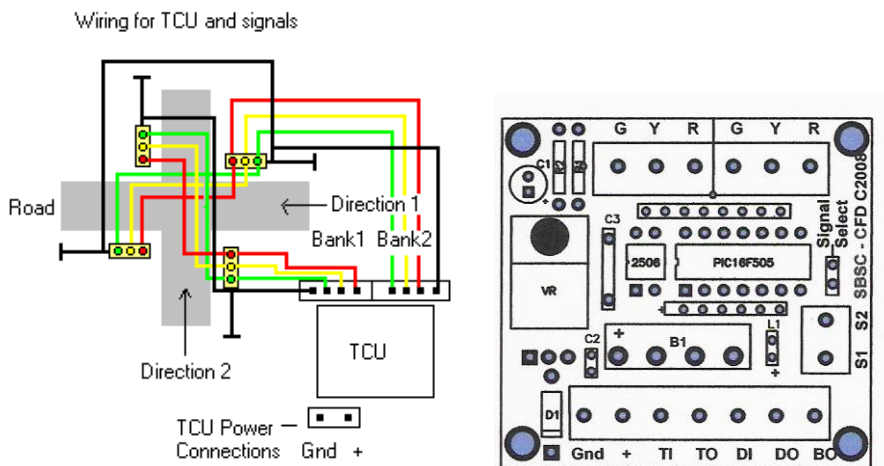 Wiring for TCU and signals
Road
Direction 1
Bank1 Bank2
Direction 2
TCU
TCU Power
Connections Gnd +
G Y R G Y R
C1
+
C3
2506
PIC16F505
Signal
Select
SBSC - CFD C2008
VR
+
L1
+
B1
C2
+
S2
S1
D1
Gnd + TI TO DI DO BO